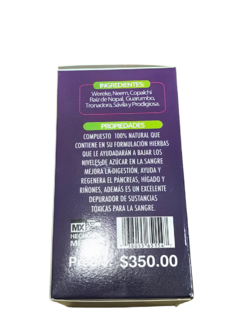 INGREDIENTES:
Wereke, Neem, Copalchi
Raíz de Nopal, Guarumbo,
Tronadora, Sávila y Prodigiosa.
PROPIEDADES
COMPUESTO 100% NATURAL QUE
CONTIENE EN SU FORMULACIÓN HIERBAS
QUE LE AYUDADARÁN A BAJAR LOS
NIVELES DE AZÚCAR EN LA SANGRE
MEJORA LA DIGESTIÓN, AYUDA Y
REGENERA EL PÁNCREAS, HÍGADO Y
RIÑONES, ADEMÁS ES UN EXCELENTE
DEPURADOR DE SUSTANCIAS
TÓXICAS PARA LA SANGRE.
MX
$350.00